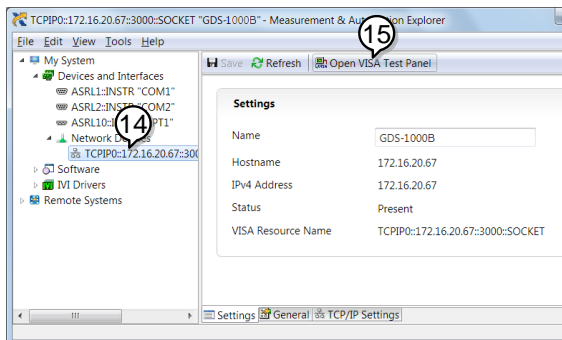 TCPIP0::172.16.20.67::3000::SOCKET "GDS-1000B" - Measurement & Explorer
File Edit View Tools Help
15
My System
Save Refresh Open VISA Test Panel
Devices and Interfaces
ASRL1::INSTR "COM1"
Settings
ASRL2::INSTR "COM2"
ASRL10::
14
Network
Name GDS-1000B
TCPIP0::172.16.20.67::300
Hostname 172.16.20.67
Software
IVI Drivers
IPv4 Address 172.16.20.67
Remote Systems
Status Present
VISA Resource Name TCPIP0::172.16.20.67::3000::SOCKET
Settings General TCP/IP Settings